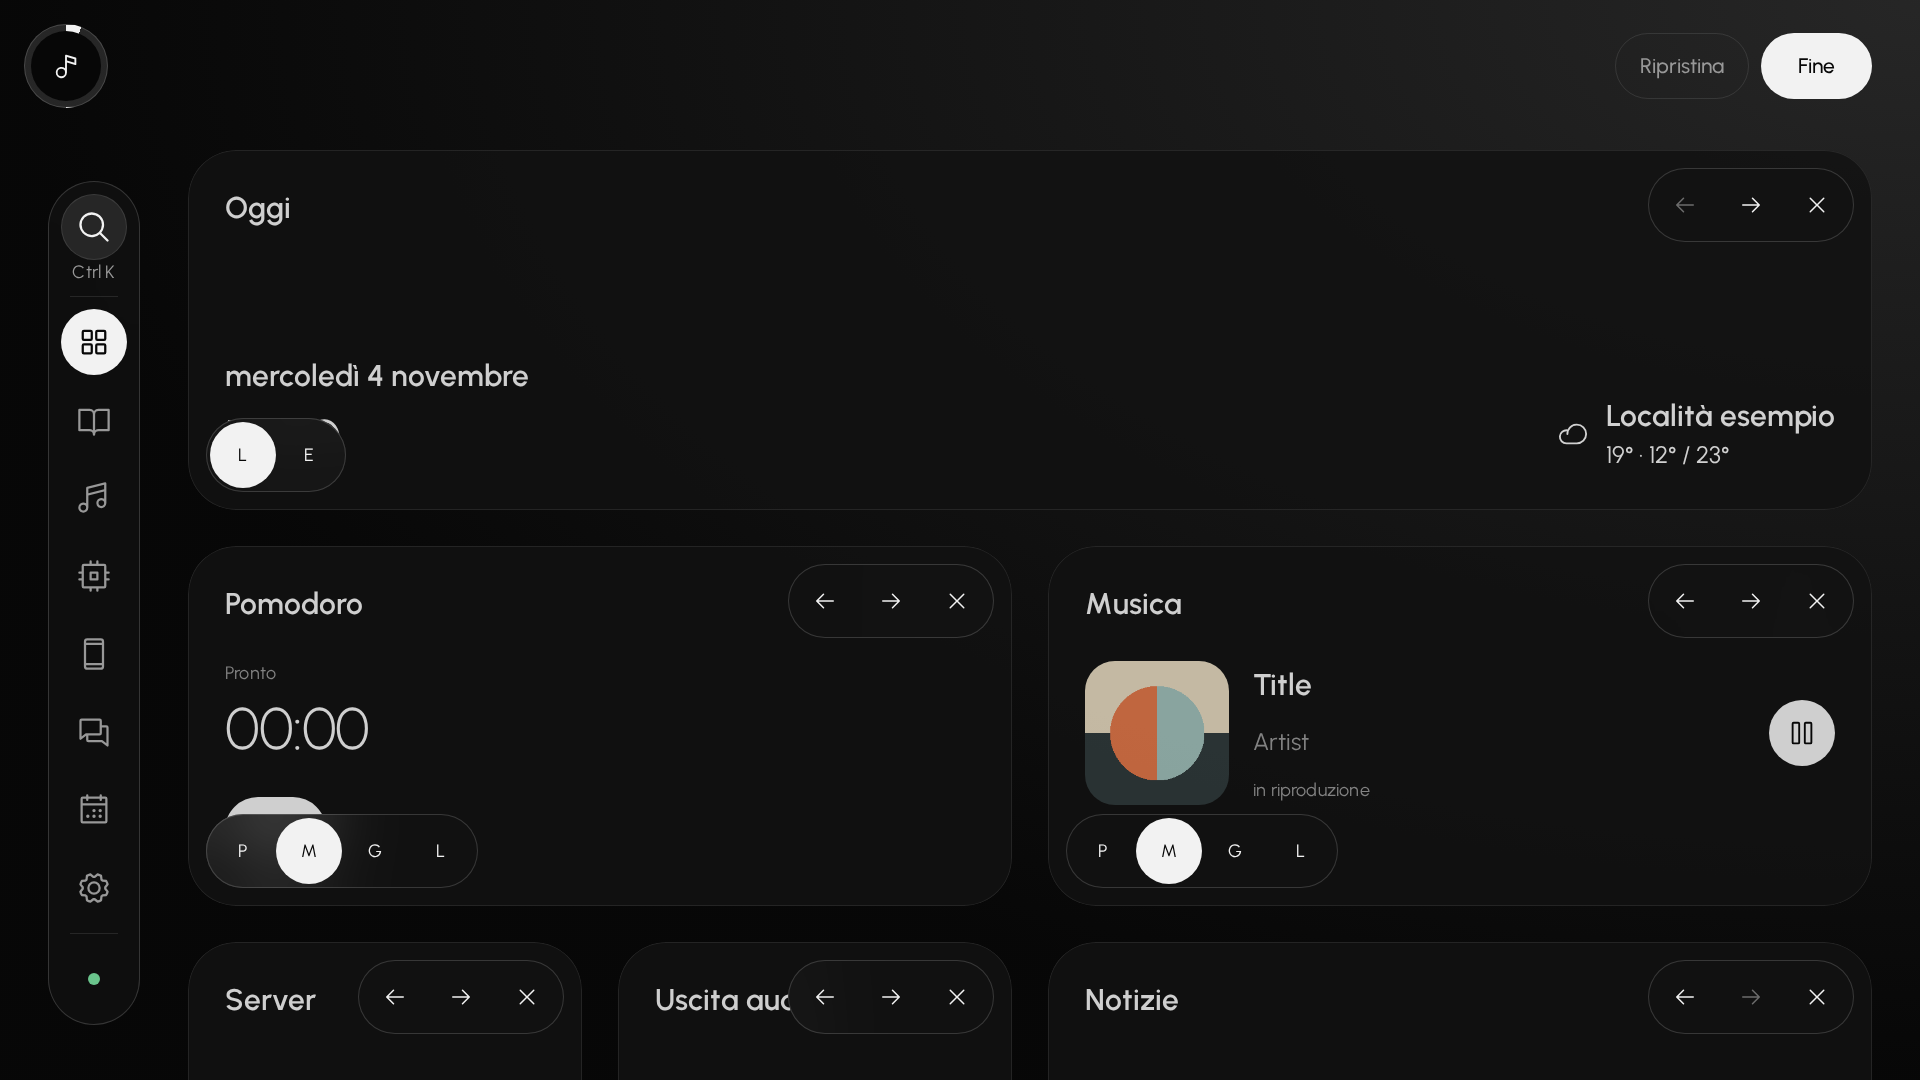 Ripristina
Fine
Ctrl K
Oggi
mercoledì 4 novembre
L E
Località esempio
19° · 12° / 23°
Pomodoro
Pronto
00:00
P M G L
Musica
Title
Artist
in riproduzione
P M G L
Server
Uscita
Notizie